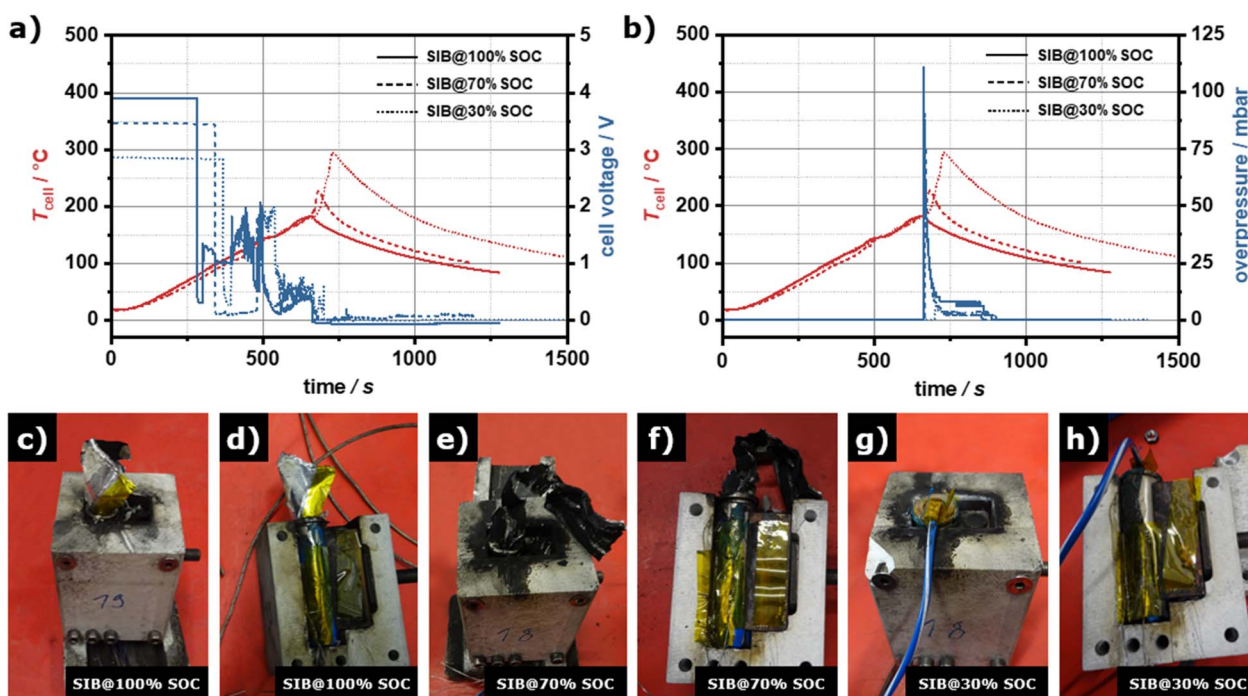 a)
500
400
300
200
100
0
T_cell / °C
SIB@100% SOC
SIB@70% SOC
SIB@30% SOC
5
4
3
2
1
0
cell voltage / V
0
500
1000
1500
time / s
b)
500
400
300
200
100
0
T_cell / °C
SIB@100% SOC
SIB@70% SOC
SIB@30% SOC
125
100
75
50
25
0
overpressure / mbar
0
500
1000
1500
time / s
c)
19
SIB@100% SOC
d)
SIB@100% SOC
e)
18
SIB@70% SOC
f)
SIB@70% SOC
g)
18
SIB@30% SOC
h)
SIB@30% SOC